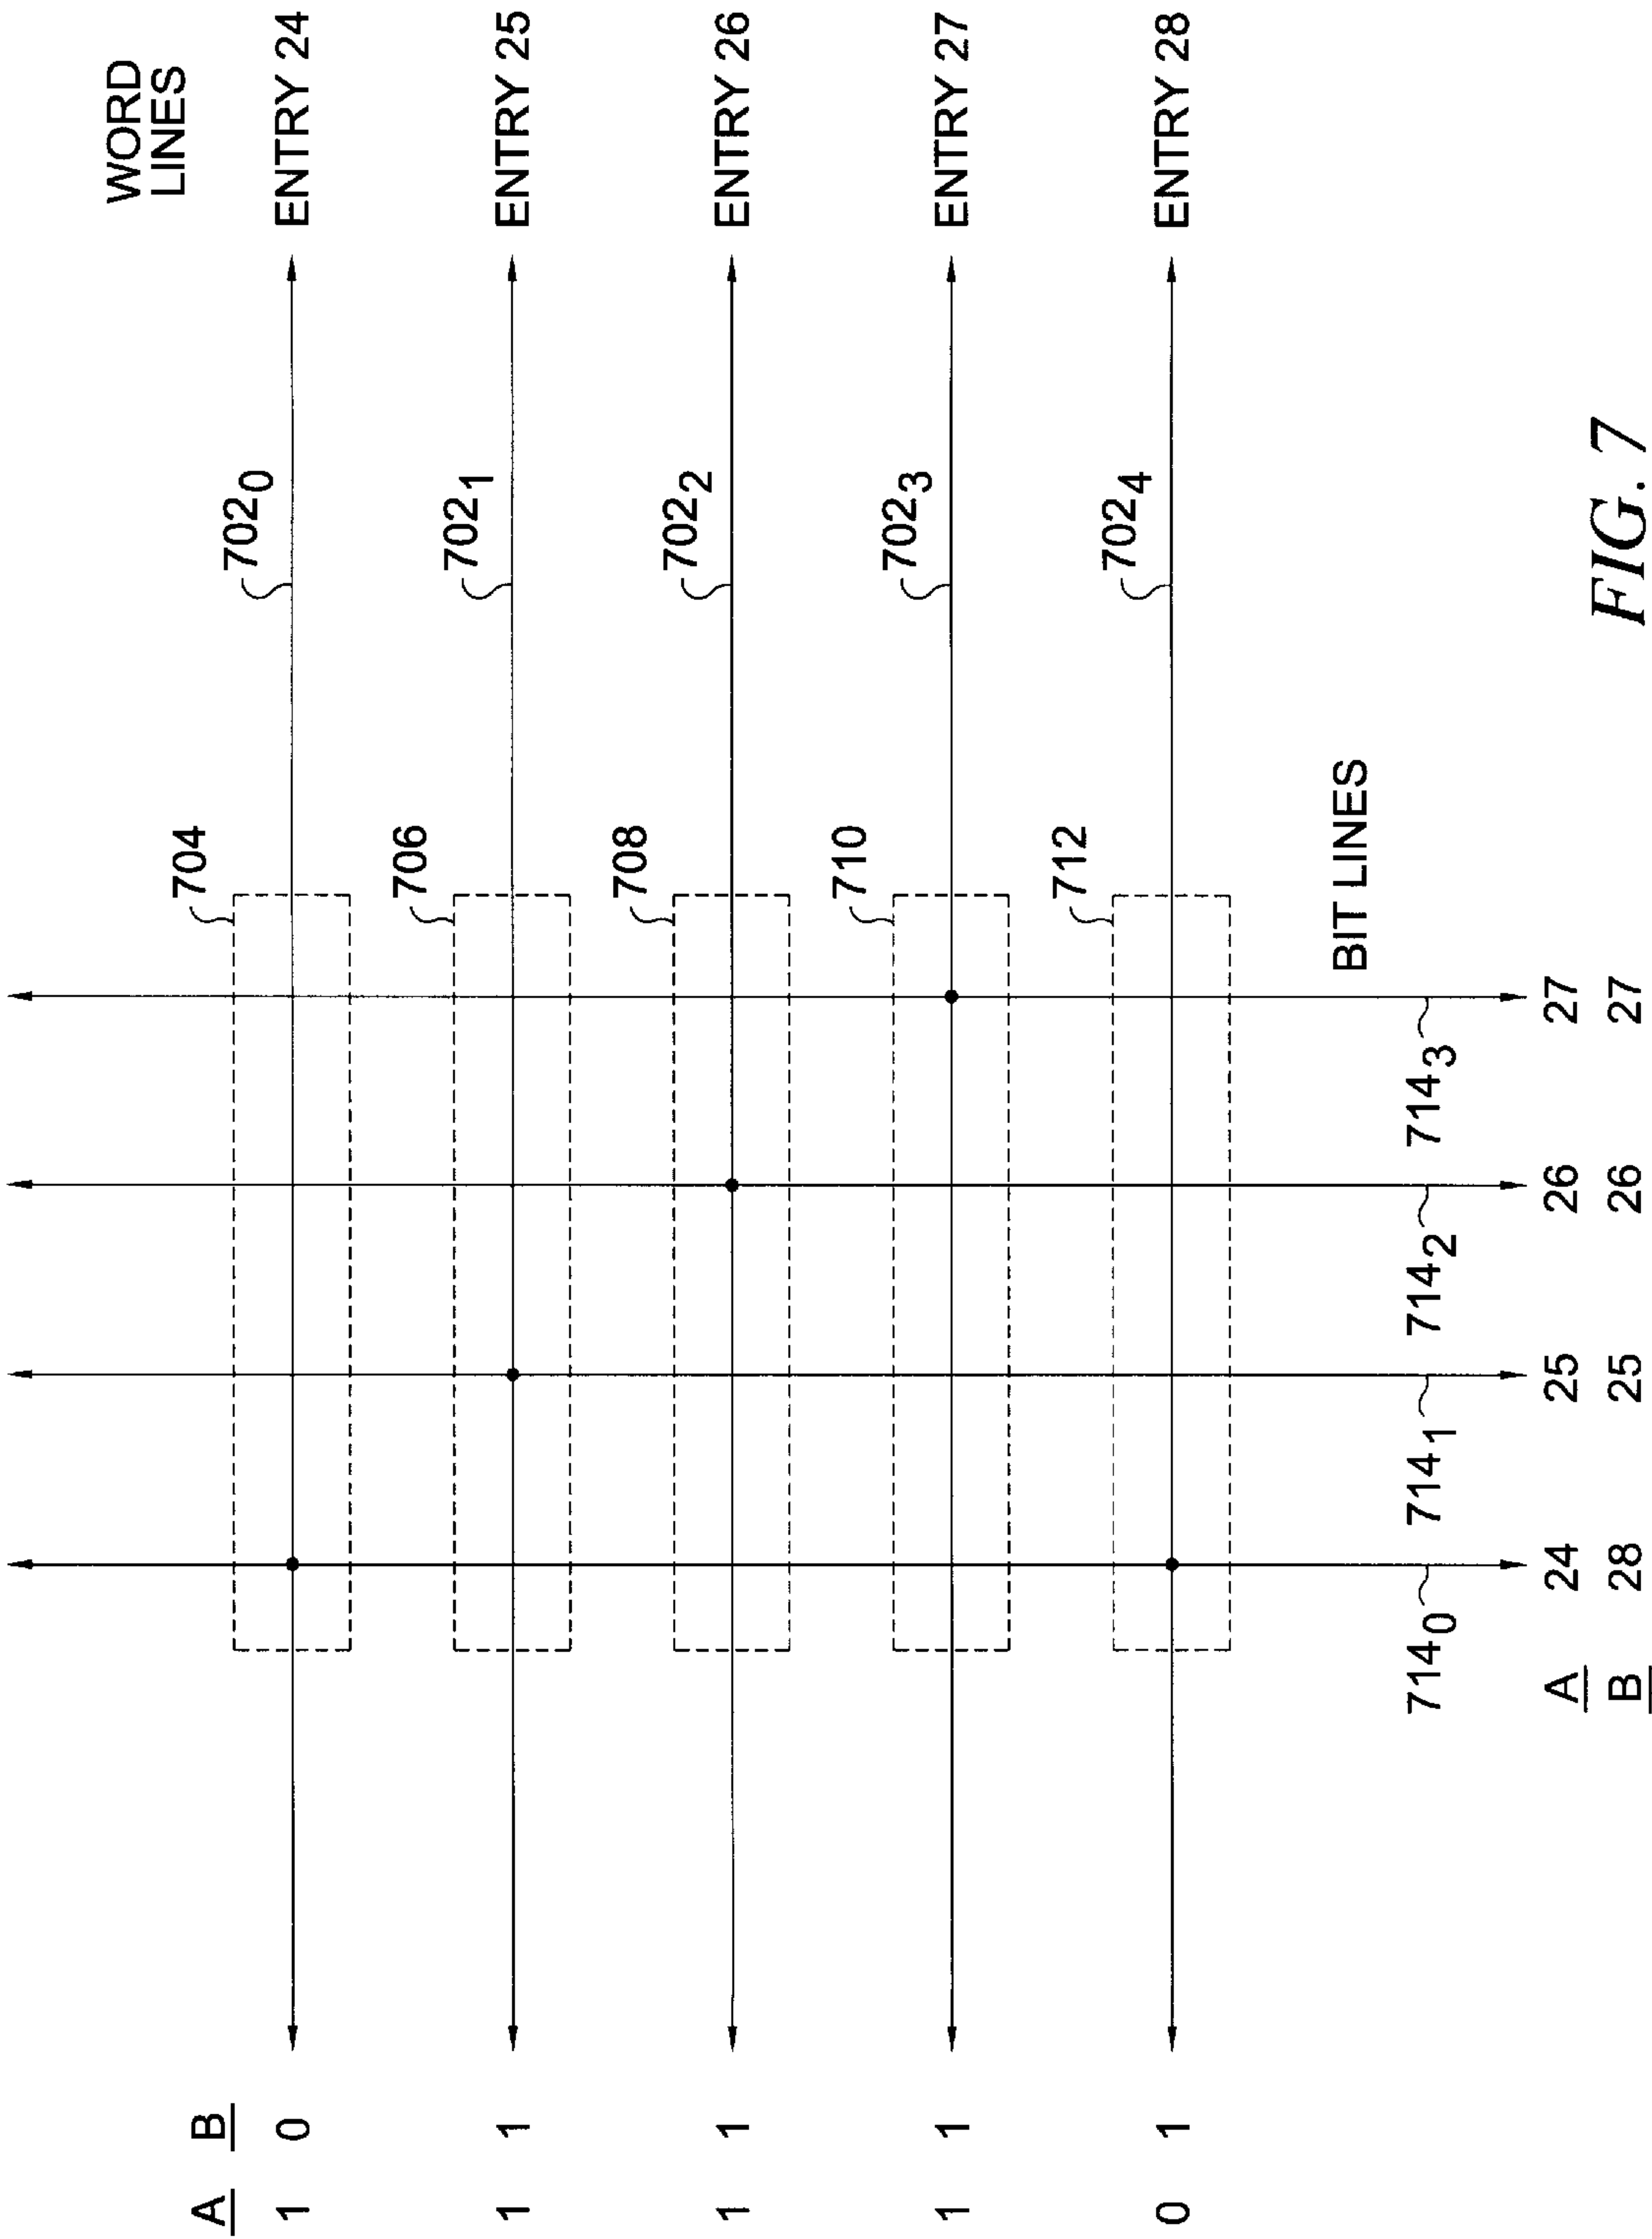 WORD
LINES
A B
1 0 704 702₀ ENTRY 24
1 1 706 702₁ ENTRY 25
1 1 708 702₂ ENTRY 26
1 1 710 702₃ ENTRY 27
0 1 712 702₄ ENTRY 28
BIT LINES
714₀ 714₁ 714₂ 714₃
A 24 25 26 27
B 28 25 26 27
FIG. 7